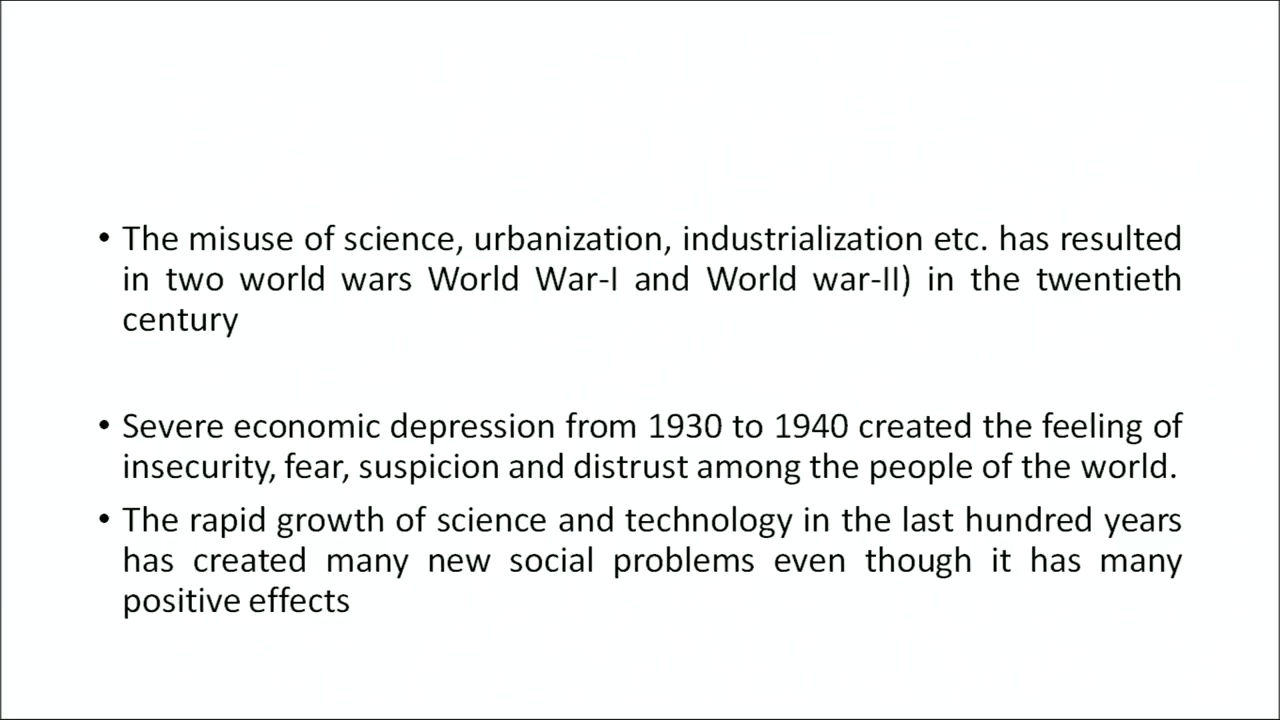 • The misuse of science, urbanization, industrialization etc. has resulted
in two world wars World War-I and World war-II) in the twentieth
century
• Severe economic depression from 1930 to 1940 created the feeling of
insecurity, fear, suspicion and distrust among the people of the world.
• The rapid growth of science and technology in the last hundred years
has created many new social problems even though it has many
positive effects